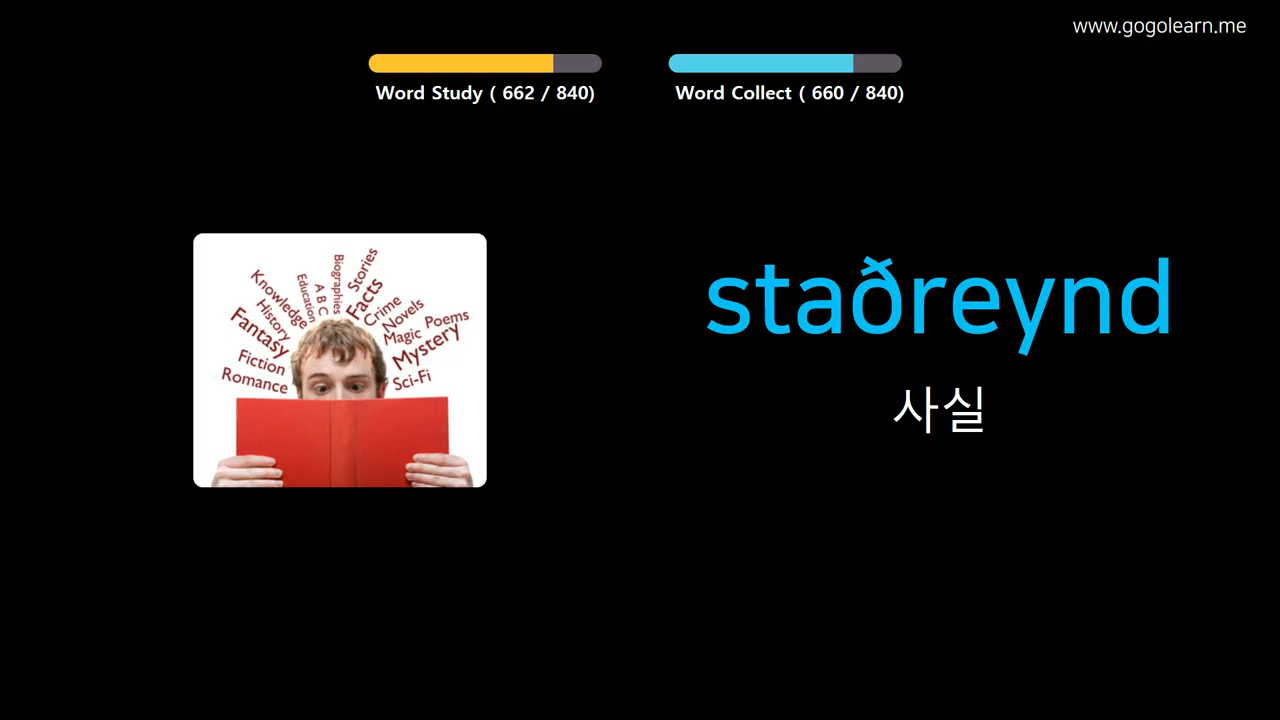 www.gogolearn.me
Word Study ( 662 / 840)
Word Collect ( 660 / 840)
Stories
Biographies
Facts
A B C
Education
Knowledge
Crime
History
Novels
Poems
Fantasy
Magic
Mystery
Fiction
Romance
Sci-Fi
staðreynd
사실